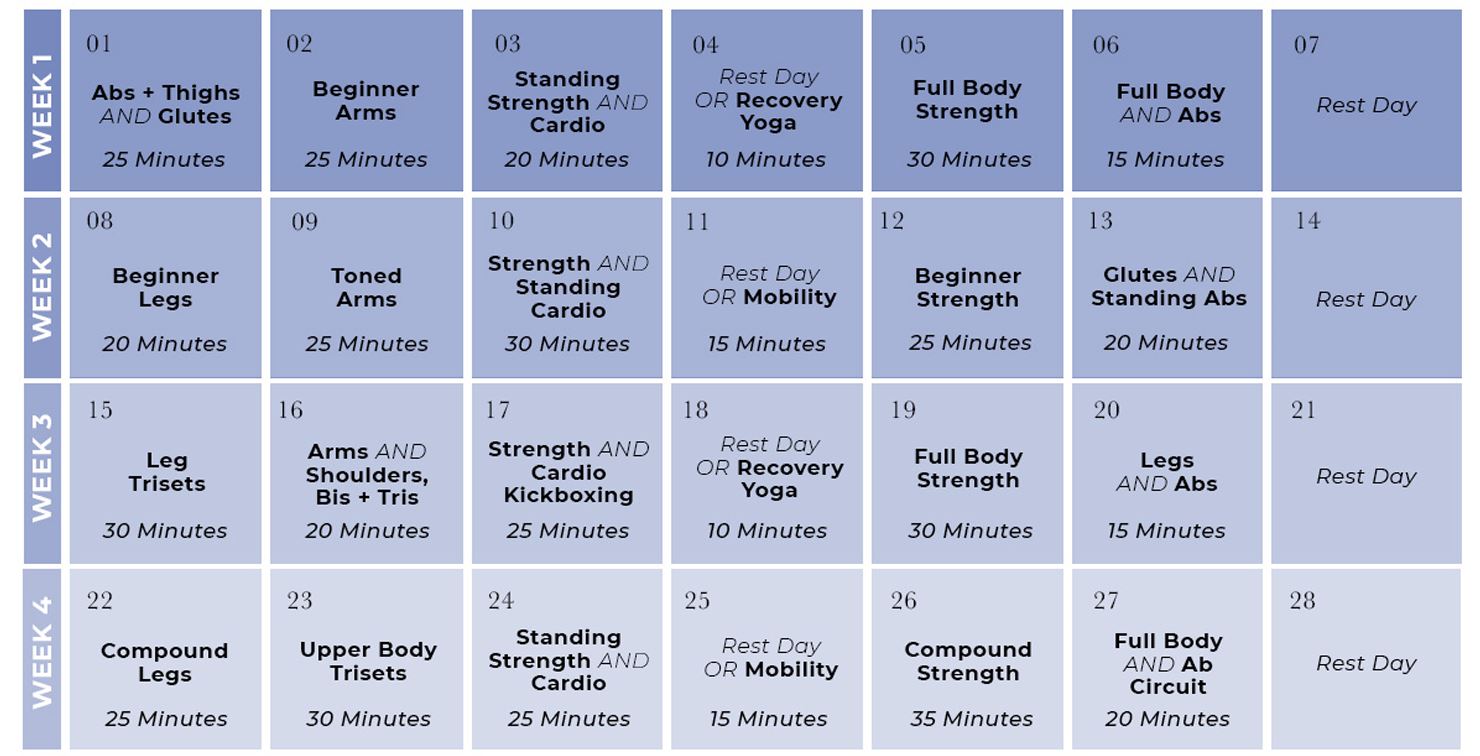 WEEK 1
01
Abs + Thighs
AND Glutes
25 Minutes
02
Beginner
Arms
25 Minutes
03
Standing
Strength AND
Cardio
20 Minutes
04
Rest Day
OR Recovery
Yoga
10 Minutes
05
Full Body
Strength
30 Minutes
06
Full Body
AND Abs
15 Minutes
07
Rest Day
WEEK 2
08
Beginner
Legs
20 Minutes
09
Toned
Arms
25 Minutes
10
Strength AND
Standing
Cardio
30 Minutes
11
Rest Day
OR Mobility
15 Minutes
12
Beginner
Strength
25 Minutes
13
Glutes AND
Standing Abs
20 Minutes
14
Rest Day
WEEK 3
15
Leg
Trisets
30 Minutes
16
Arms AND
Shoulders,
Bis + Tris
20 Minutes
17
Strength AND
Cardio
Kickboxing
25 Minutes
18
Rest Day
OR Recovery
Yoga
10 Minutes
19
Full Body
Strength
30 Minutes
20
Legs
AND Abs
15 Minutes
21
Rest Day
WEEK 4
22
Compound
Legs
25 Minutes
23
Upper Body
Trisets
30 Minutes
24
Standing
Strength AND
Cardio
25 Minutes
25
Rest Day
OR Mobility
15 Minutes
26
Compound
Strength
35 Minutes
27
Full Body
AND Ab
Circuit
20 Minutes
28
Rest Day